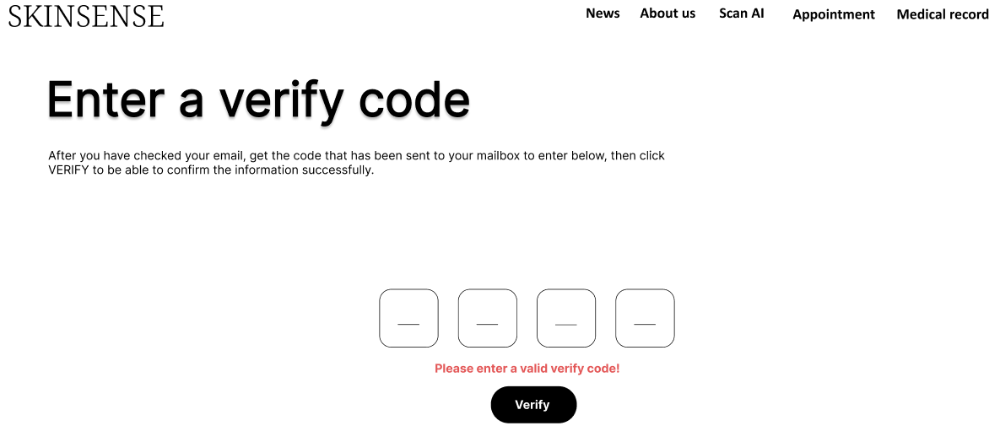 SKINSENSE
News About us Scan AI Appointment Medical record
Enter a verify code
After you have checked your email, get the code that has been sent to your mailbox to enter below, then click
VERIFY to be able to confirm the information successfully.
Please enter a valid verify code!
Verify